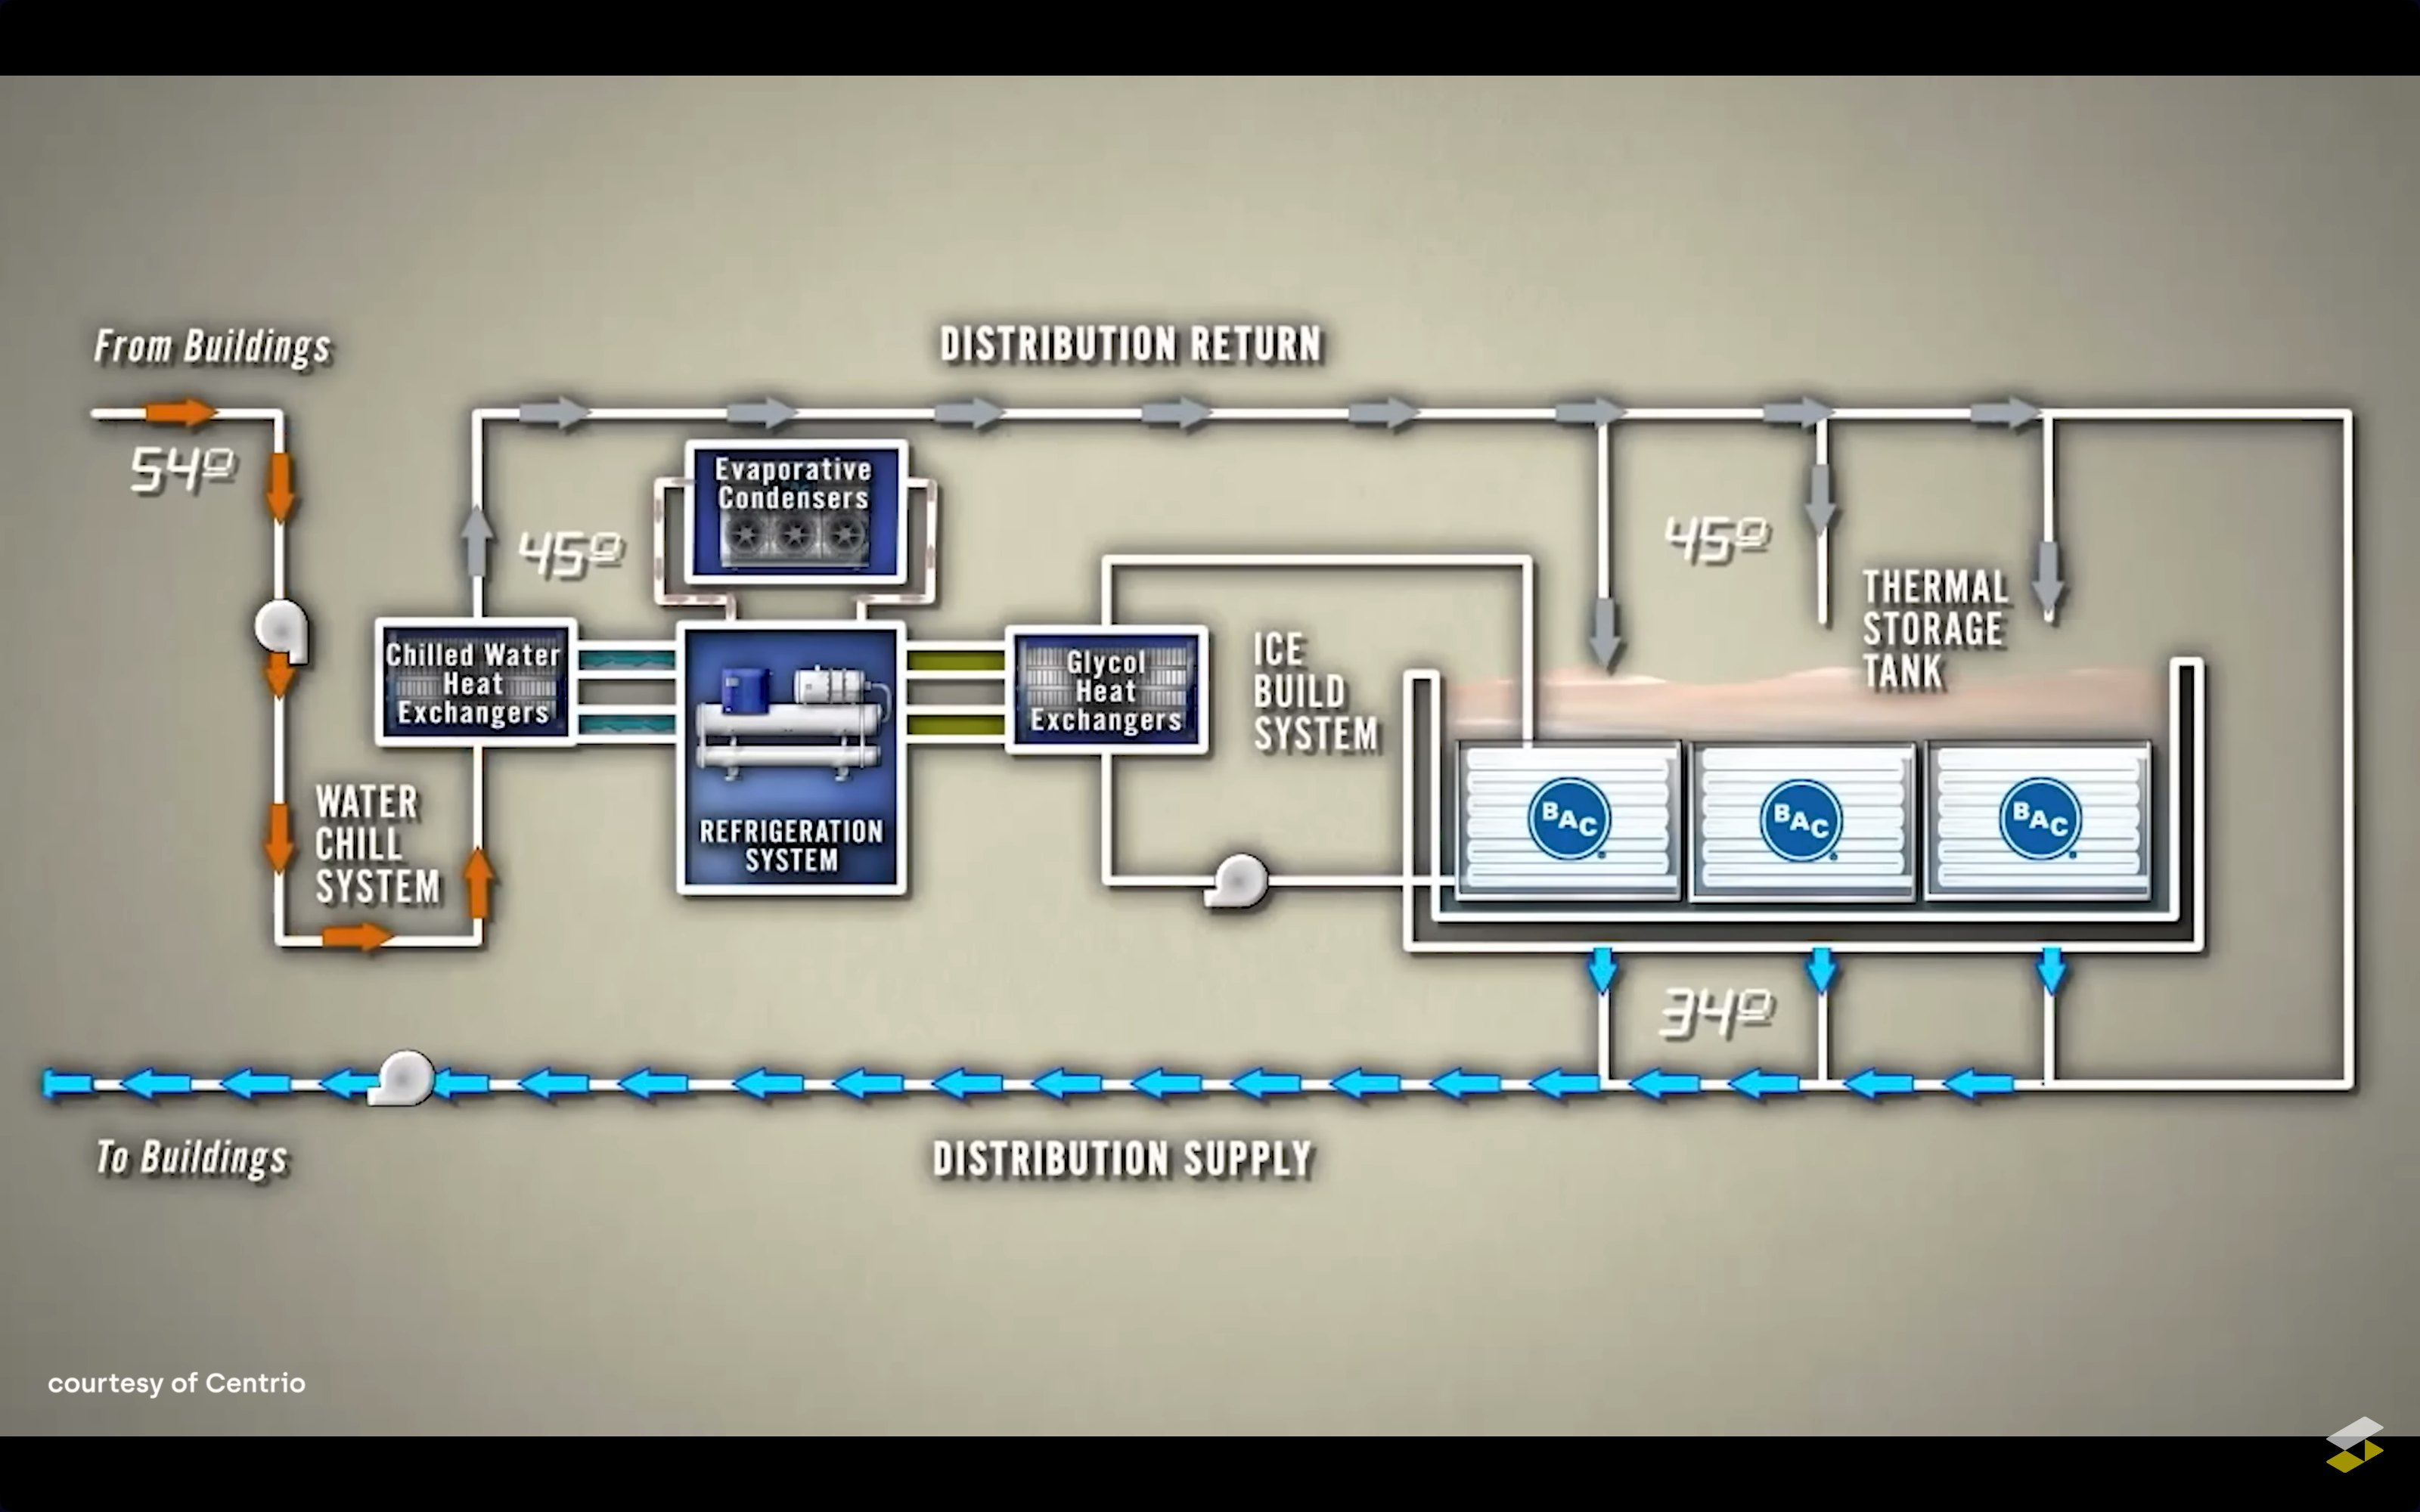 From Buildings
DISTRIBUTION RETURN
54º
Evaporative
Condensers
45º
45º
THERMAL
STORAGE
TANK
Chilled Water
Heat
Exchangers
REFRIGERATION
SYSTEM
Glycol
Heat
Exchangers
ICE
BUILD
SYSTEM
WATER
CHILL
SYSTEM
BAC
BAC
BAC
34º
To Buildings
DISTRIBUTION SUPPLY
courtesy of Centrio